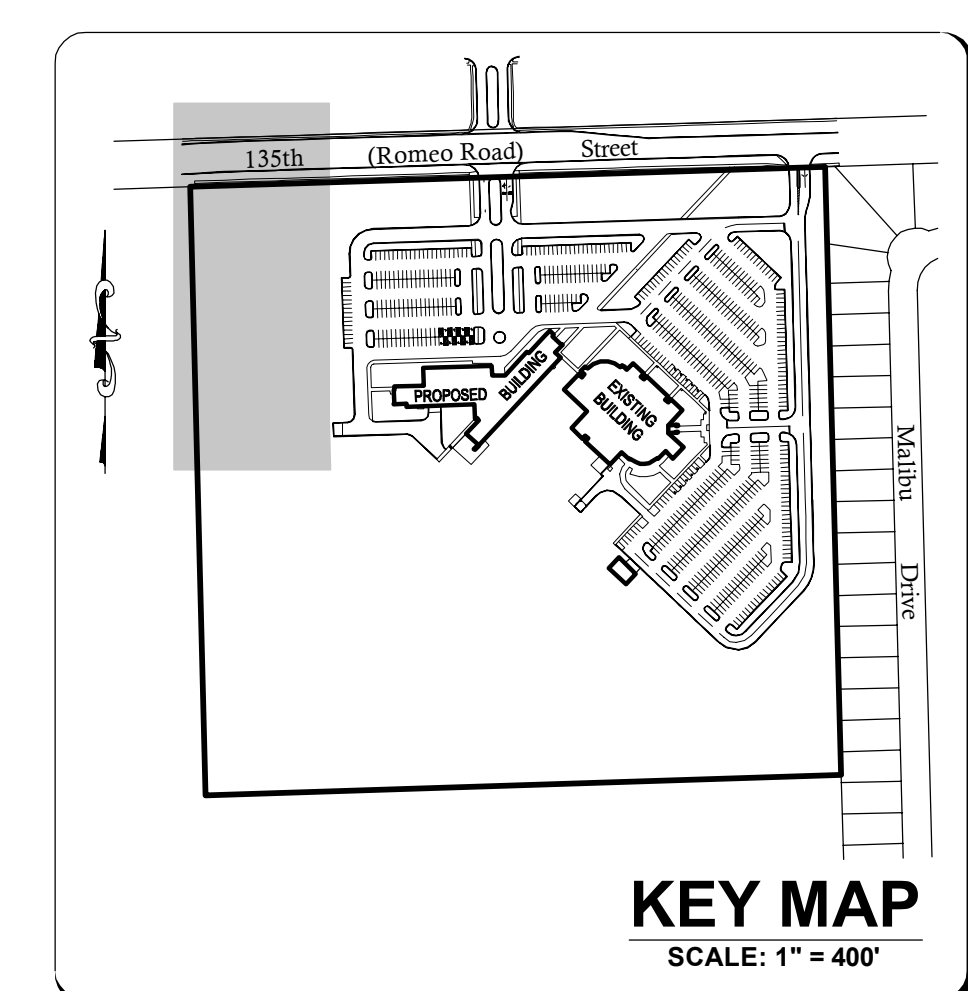 135th (Romeo Road) Street
PROPOSED BUILDING
EXISTING
BUILDING
Malibu Drive
KEY MAP
SCALE: 1" = 400'